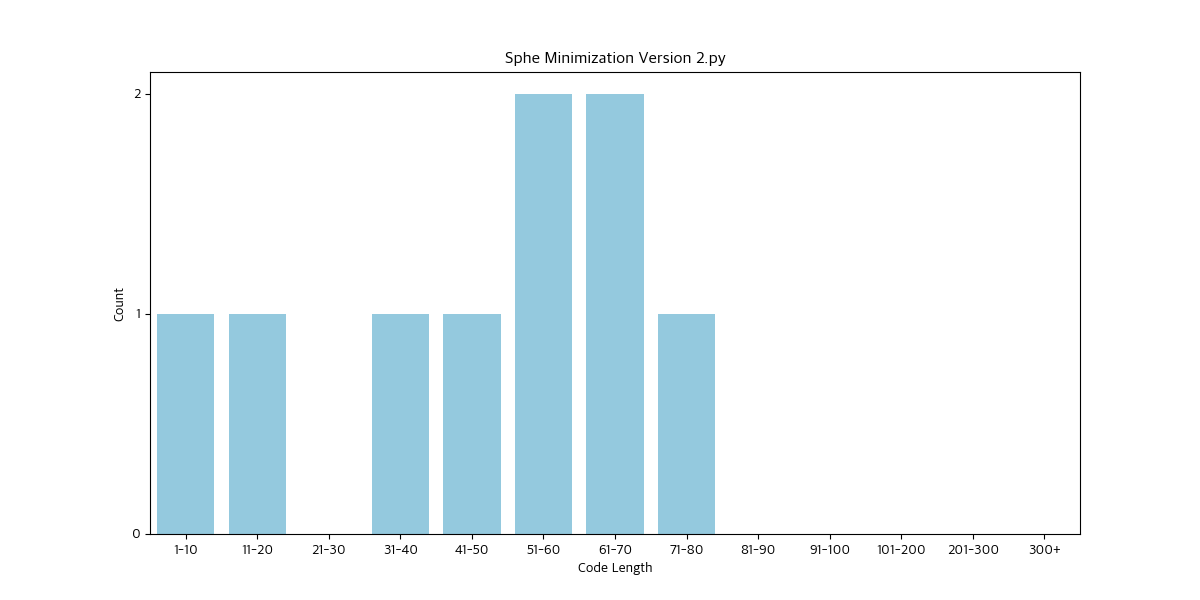 Sphe Minimization Version 2.py
Count
2
1
0
1-10 11-20 21-30 31-40 41-50 51-60 61-70 71-80 81-90 91-100 101-200 201-300 300+
Code Length